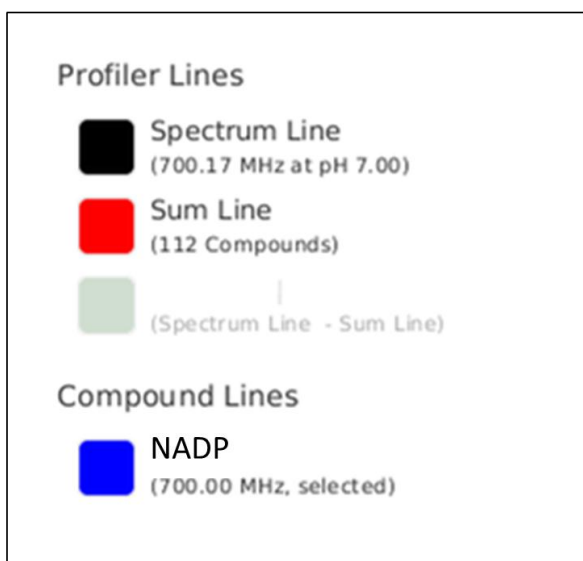 Profiler Lines
Spectrum Line
(700.17 MHz at pH 7.00)
Sum Line
(112 Compounds)
(Spectrum Line - Sum Line)
Compound Lines
NADP
(700.00 MHz, selected)